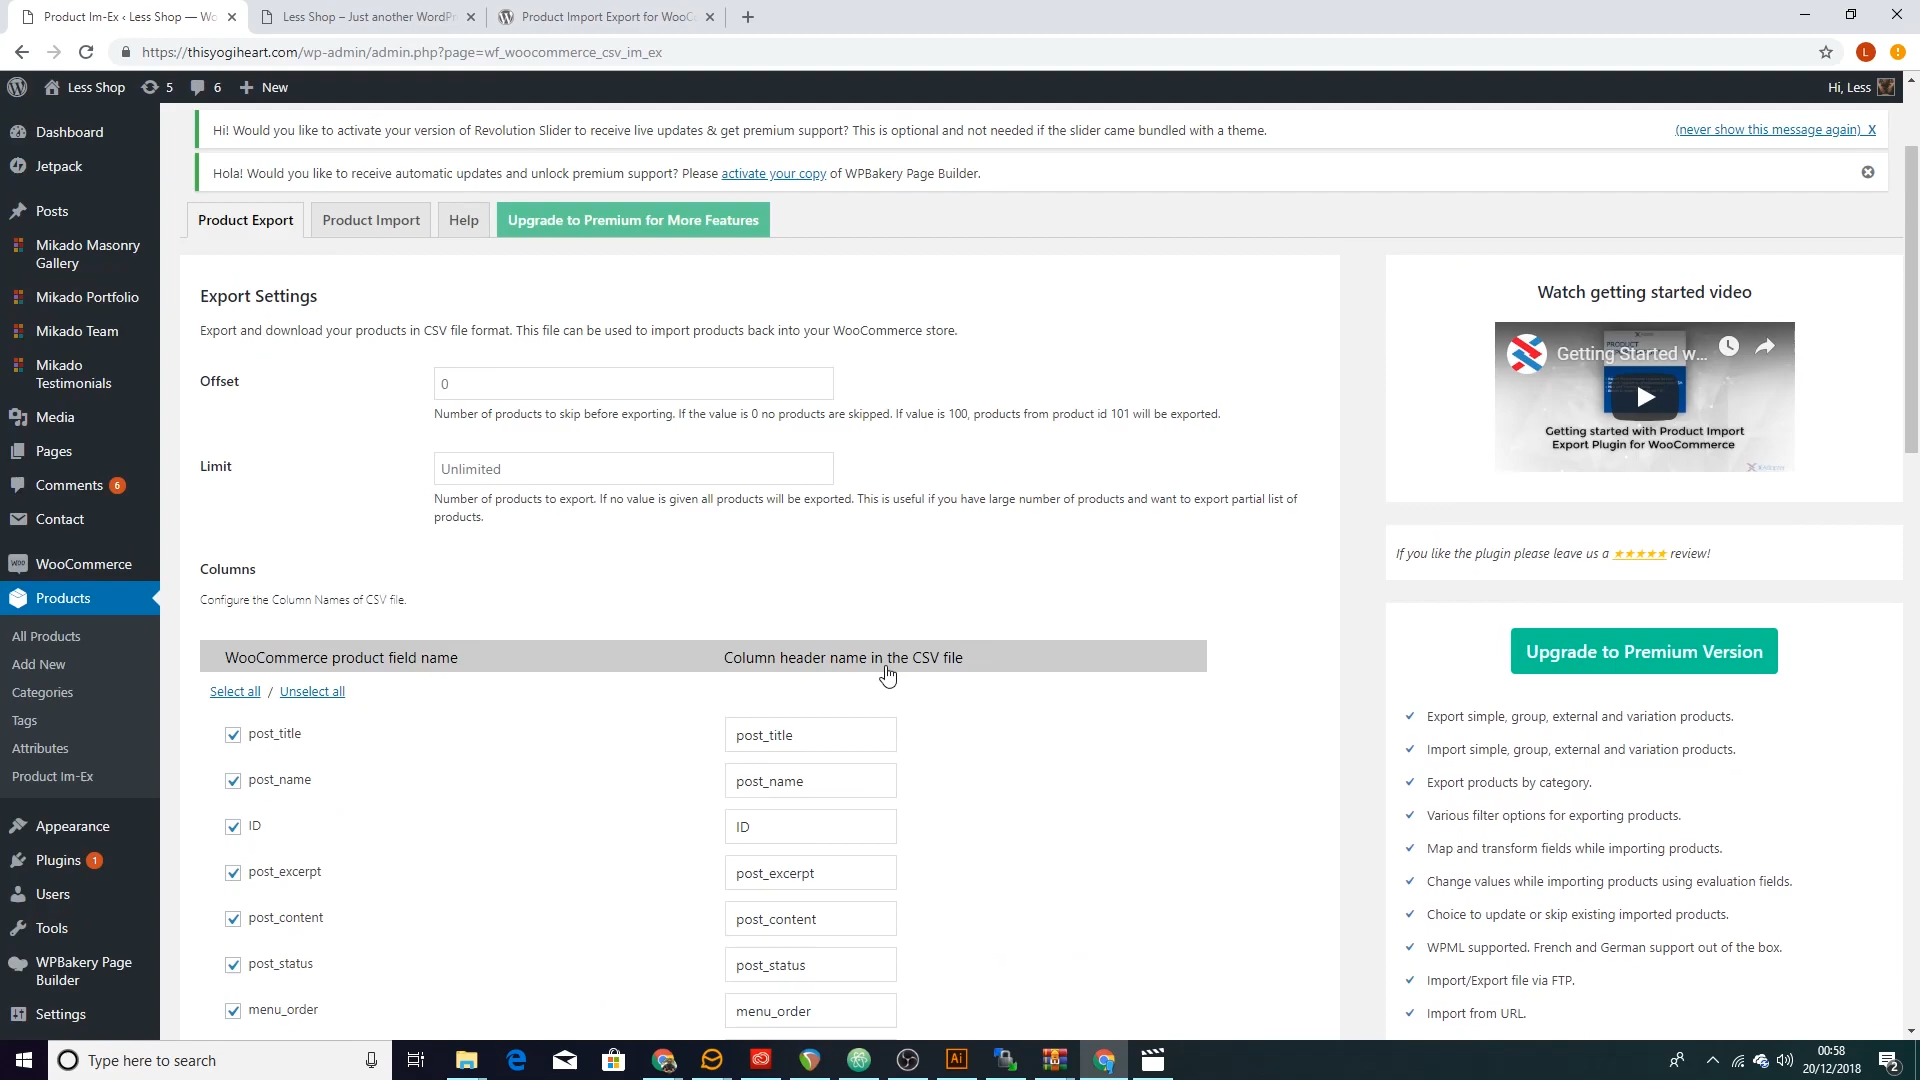 Product Im-Ex ‹ Less Shop — Wo
Less Shop – Just another WordPr
Product Import Export for WooC
https://thisyogiheart.com/wp-admin/admin.php?page=wf_woocommerce_csv_im_ex
L
Less Shop
5
6
New
Hi, Less
Dashboard
Jetpack
Posts
Mikado Masonry
Gallery
Mikado Portfolio
Mikado Team
Mikado
Testimonials
Media
Pages
Comments 6
Contact
WooCommerce
Products
All Products
Add New
Categories
Tags
Attributes
Product Im-Ex
Appearance
Plugins 1
Users
Tools
WPBakery Page
Builder
Settings
Hi! Would you like to activate your version of Revolution Slider to receive live updates & get premium support? This is optional and not needed if the slider came bundled with a theme.
(never show this message again) X
Hola! Would you like to receive automatic updates and unlock premium support? Please activate your copy of WPBakery Page Builder.
Product Export
Product Import
Help
Upgrade to Premium for More Features
Export Settings
Export and download your products in CSV file format. This file can be used to import products back into your WooCommerce store.
Offset
0
Number of products to skip before exporting. If the value is 0 no products are skipped. If value is 100, products from product id 101 will be exported.
Limit
Unlimited
Number of products to export. If no value is given all products will be exported. This is useful if you have large number of products and want to export partial list of
products.
Columns
Configure the Column Names of CSV file.
WooCommerce product field name
Column header name in the CSV file
Select all / Unselect all
post_title
post_title
post_name
post_name
ID
ID
post_excerpt
post_excerpt
post_content
post_content
post_status
post_status
menu_order
menu_order
Watch getting started video
Getting Started w...
PRODUCT
Getting started with Product Import
Export Plugin for WooCommerce
If you like the plugin please leave us a ★★★★★ review!
Upgrade to Premium Version
Export simple, group, external and variation products.
Import simple, group, external and variation products.
Export products by category.
Various filter options for exporting products.
Map and transform fields while importing products.
Change values while importing products using evaluation fields.
Choice to update or skip existing imported products.
WPML supported. French and German support out of the box.
Import/Export file via FTP.
Import from URL.
Type here to search
Ai
00:58
20/12/2018
2